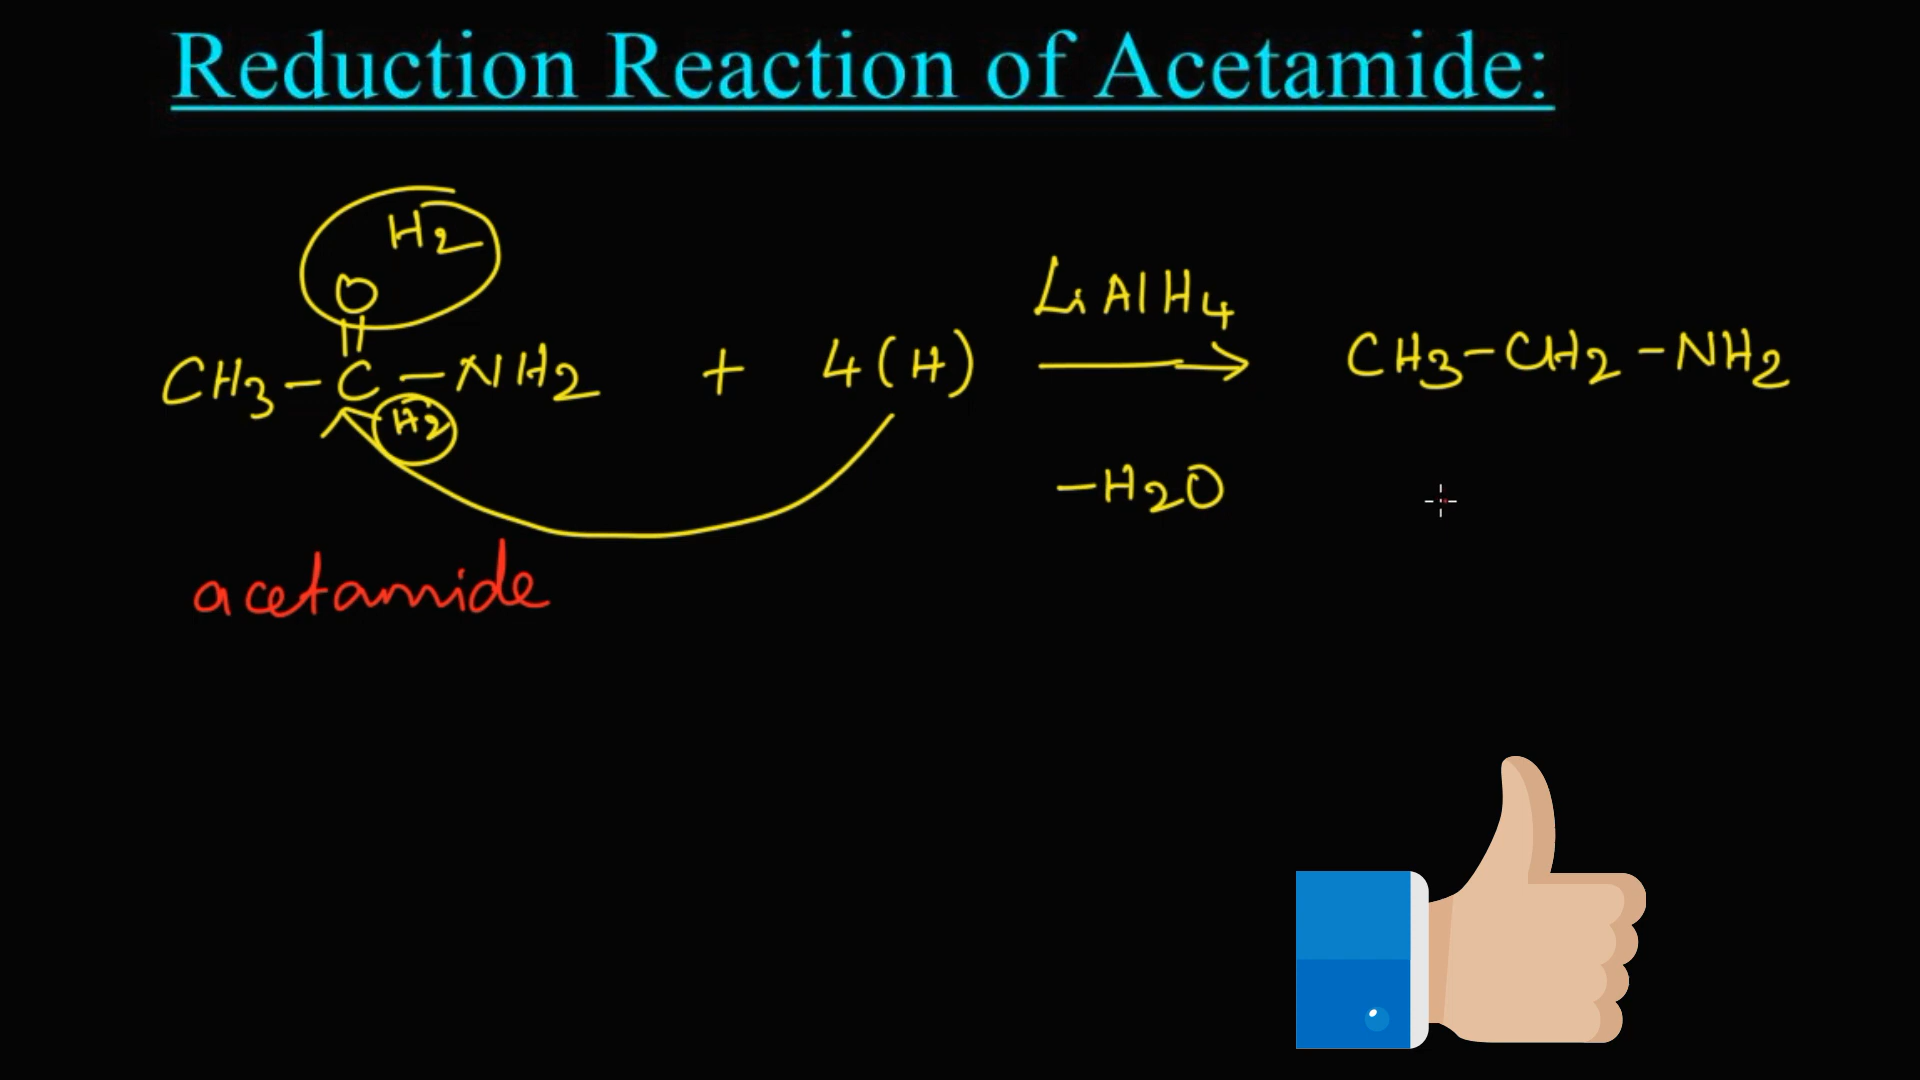 Reduction Reaction of Acetamide:
H2
O
||
CH3-C-NH2 + 4(H) LiAlH4 → CH3-CH2-NH2
H2
-H2O
acetamide